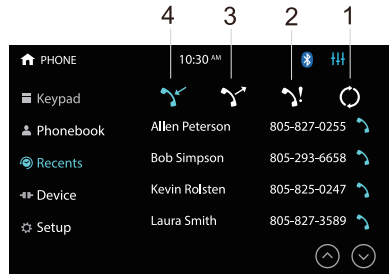 4 3 2 1
PHONE 10:30 AM
Keypad
Phonebook Allen Peterson 805-827-0255
Recents Bob Simpson 805-293-6658
Device Kevin Rolsten 805-825-0247
Setup Laura Smith 805-827-3589